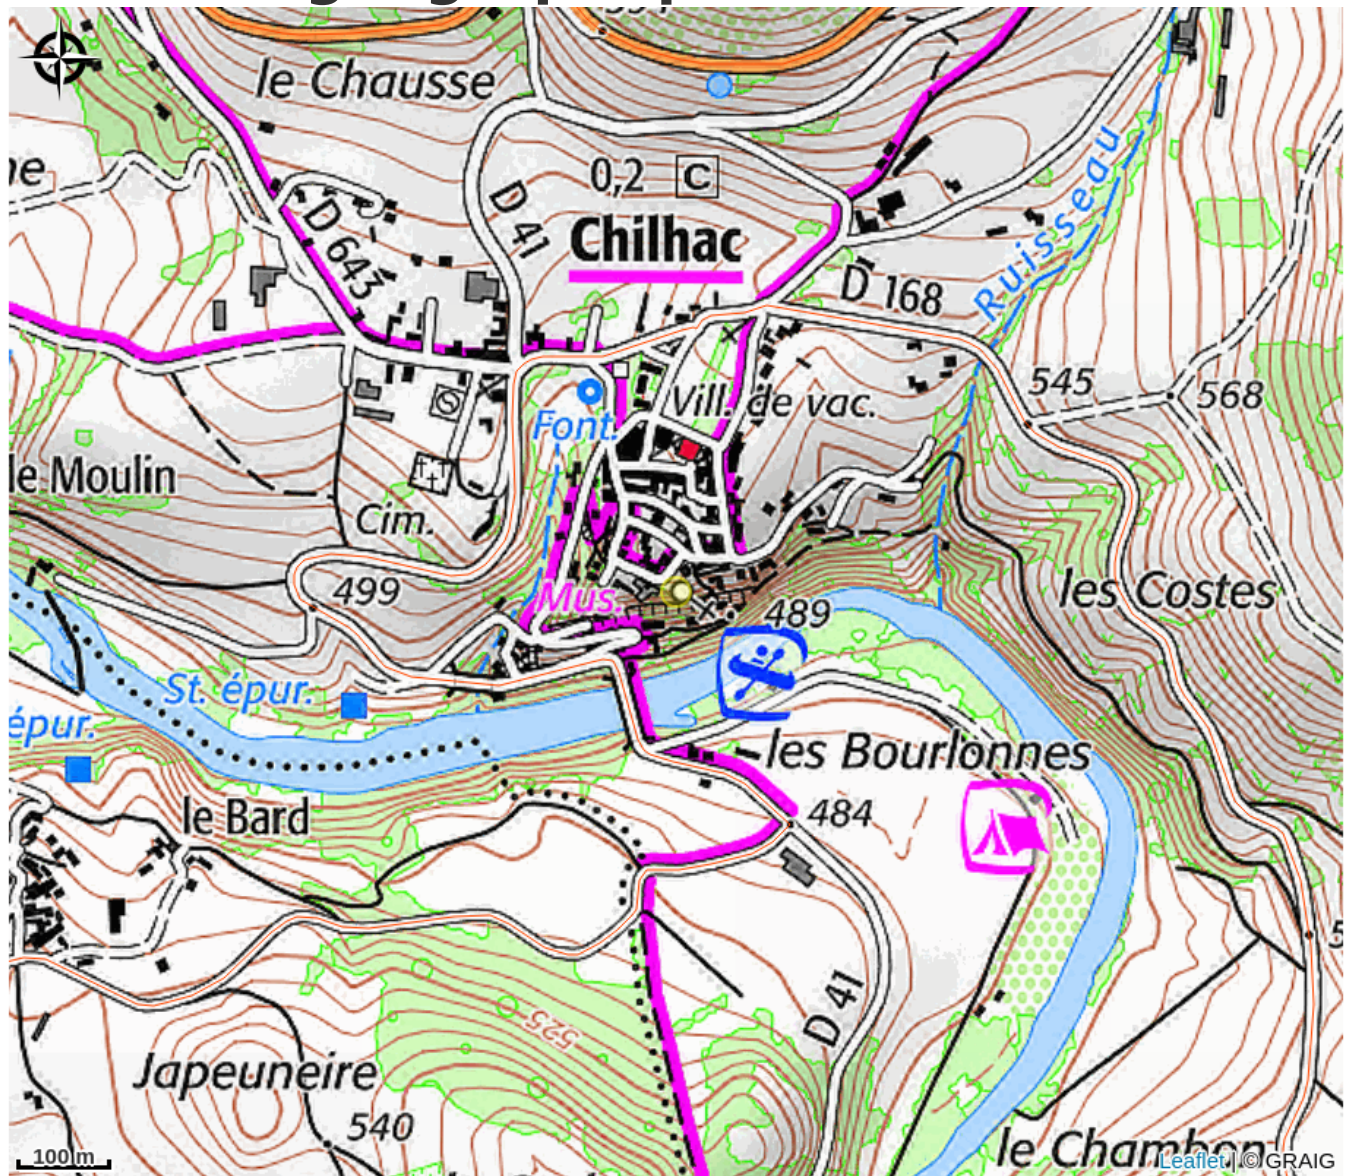 le Chausse
0,2 C
D 41
Chilhac
D 643
D 168
Ruisseau
545
568
Vill. de vac.
Font.
le Moulin
Cim.
499
Mus.
les Costes
489
St. épur.
épur.
les Bourlonnes
484
le Bard
525
D 41
Japeuneire
540
le Chambon
100 m
Leaflet | © GRAIG